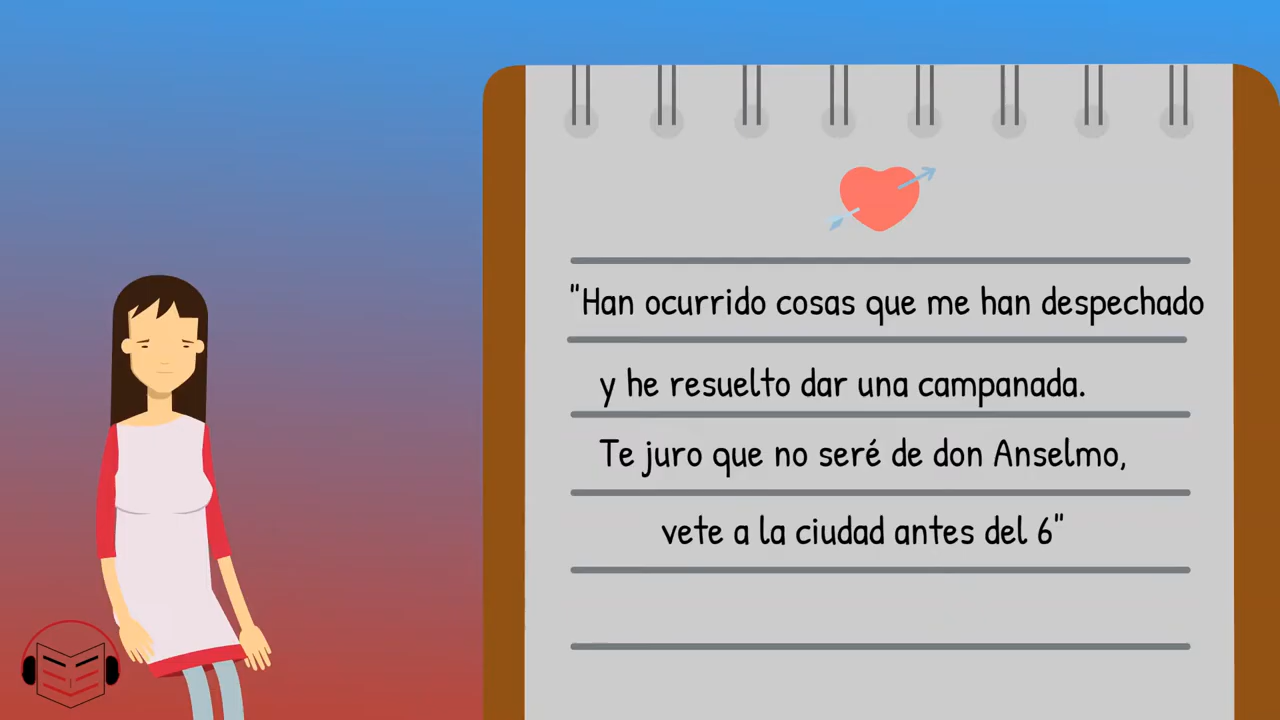 "Han ocurrido cosas que me han despechado
y he resuelto dar una campanada.
Te juro que no seré de don Anselmo,
vete a la ciudad antes del 6"